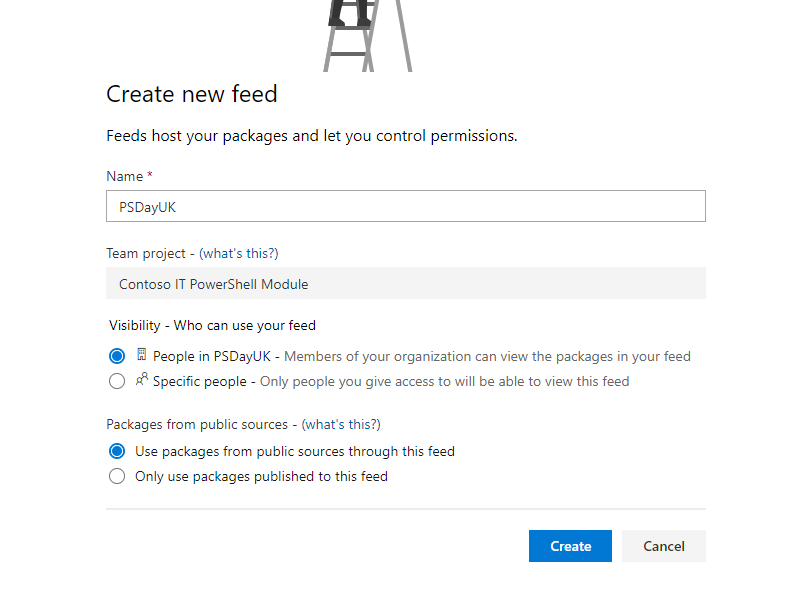 Create new feed
Feeds host your packages and let you control permissions.
Name *
PSDayUK
Team project - (what's this?)
Contoso IT PowerShell Module
Visibility - Who can use your feed
People in PSDayUK - Members of your organization can view the packages in your feed
Specific people - Only people you give access to will be able to view this feed
Packages from public sources - (what's this?)
Use packages from public sources through this feed
Only use packages published to this feed
Create Cancel